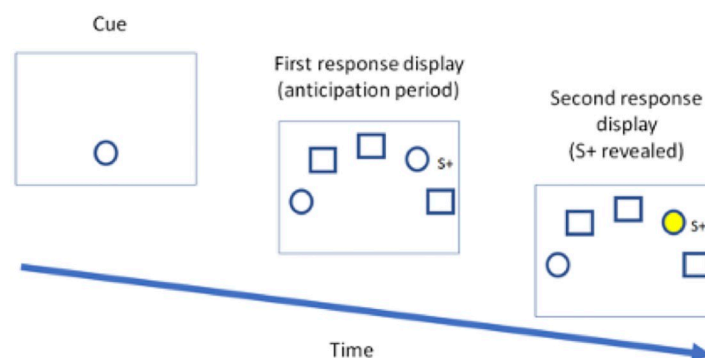 Cue
First response display
(anticipation period)
S+
Second response
display
(S+ revealed)
S+
Time